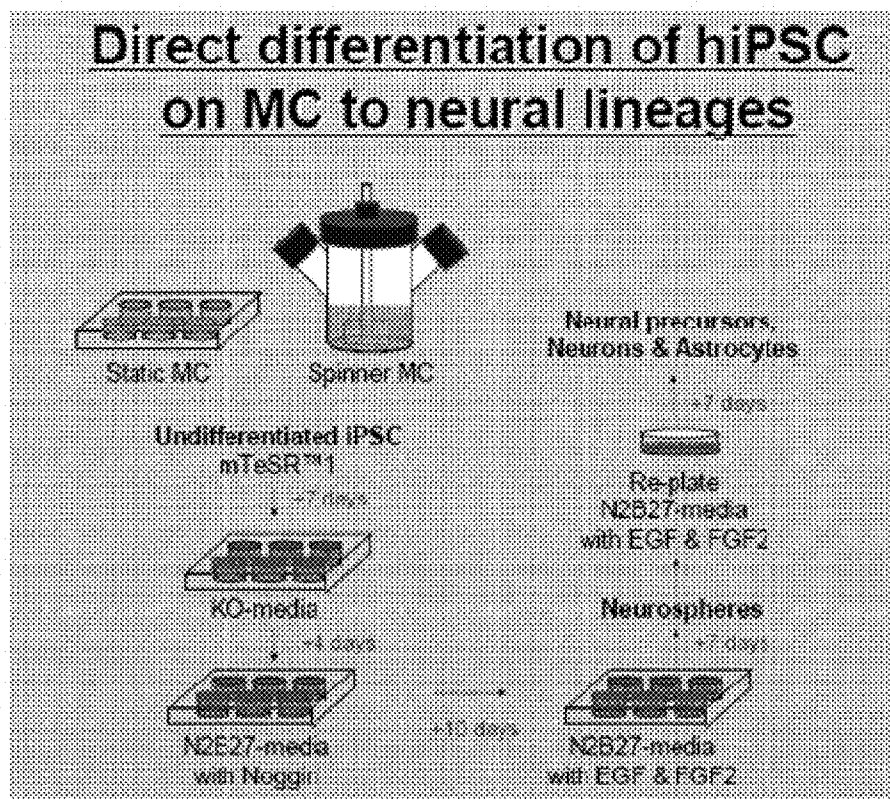 Direct differentiation of hiPSC
on MC to neural lineages
Static MC
Spinner MC
Undifferentiated iPSC
mTeSR™1
+7 days
KO-media
+4 days
N2B27-media
with Noggin
days
N2B27-media
with EGF & FGF2
+7 days
Neurospheres
Re-plate
N2B27-media
with EGF & FGF2
+7 days
Neural precursors,
Neurons & Astrocytes